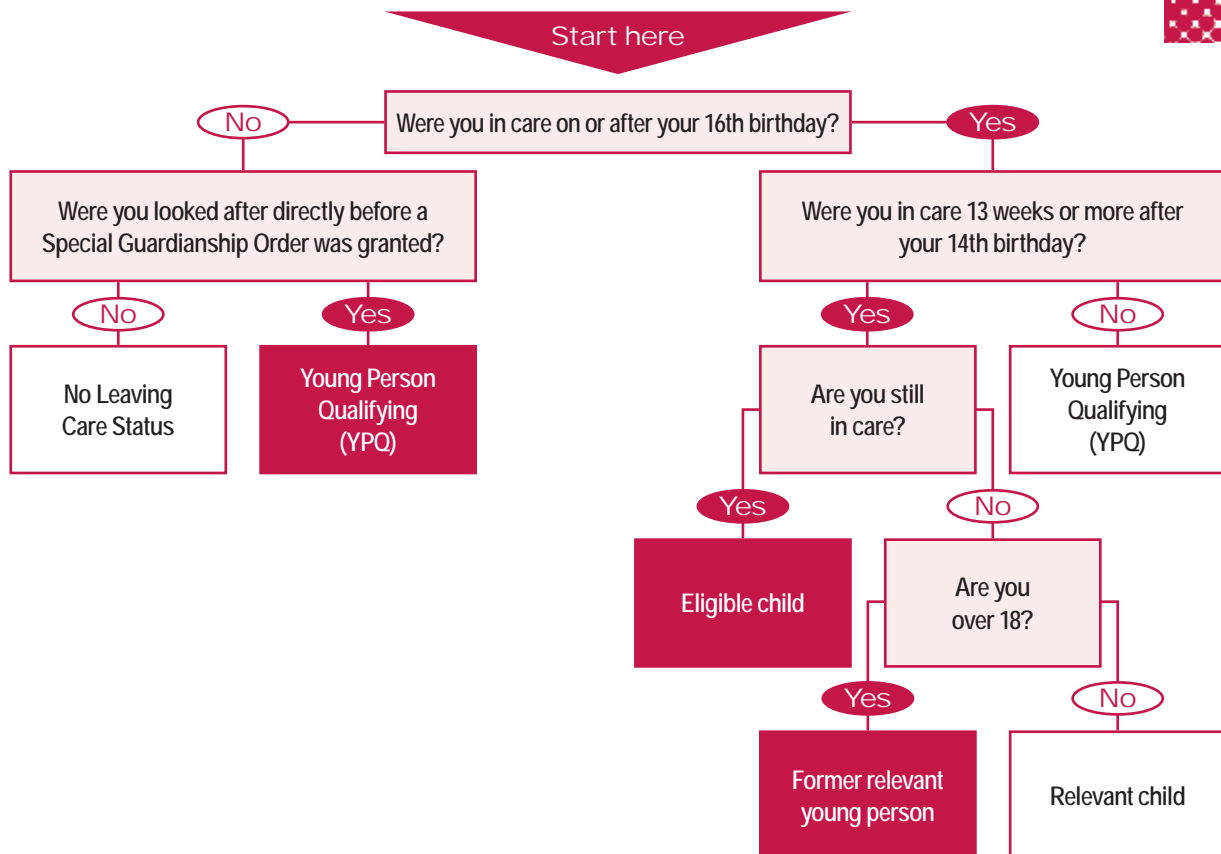 Start here
Were you in care on or after your 16th birthday?
No
Yes
Were you looked after directly before a
Special Guardianship Order was granted?
Were you in care 13 weeks or more after
your 14th birthday?
No
Yes
Yes
No
No Leaving
Care Status
Young Person
Qualifying
(YPQ)
Are you still
in care?
Young Person
Qualifying
(YPQ)
Yes
No
Eligible child
Are you
over 18?
Yes
No
Former relevant
young person
Relevant child